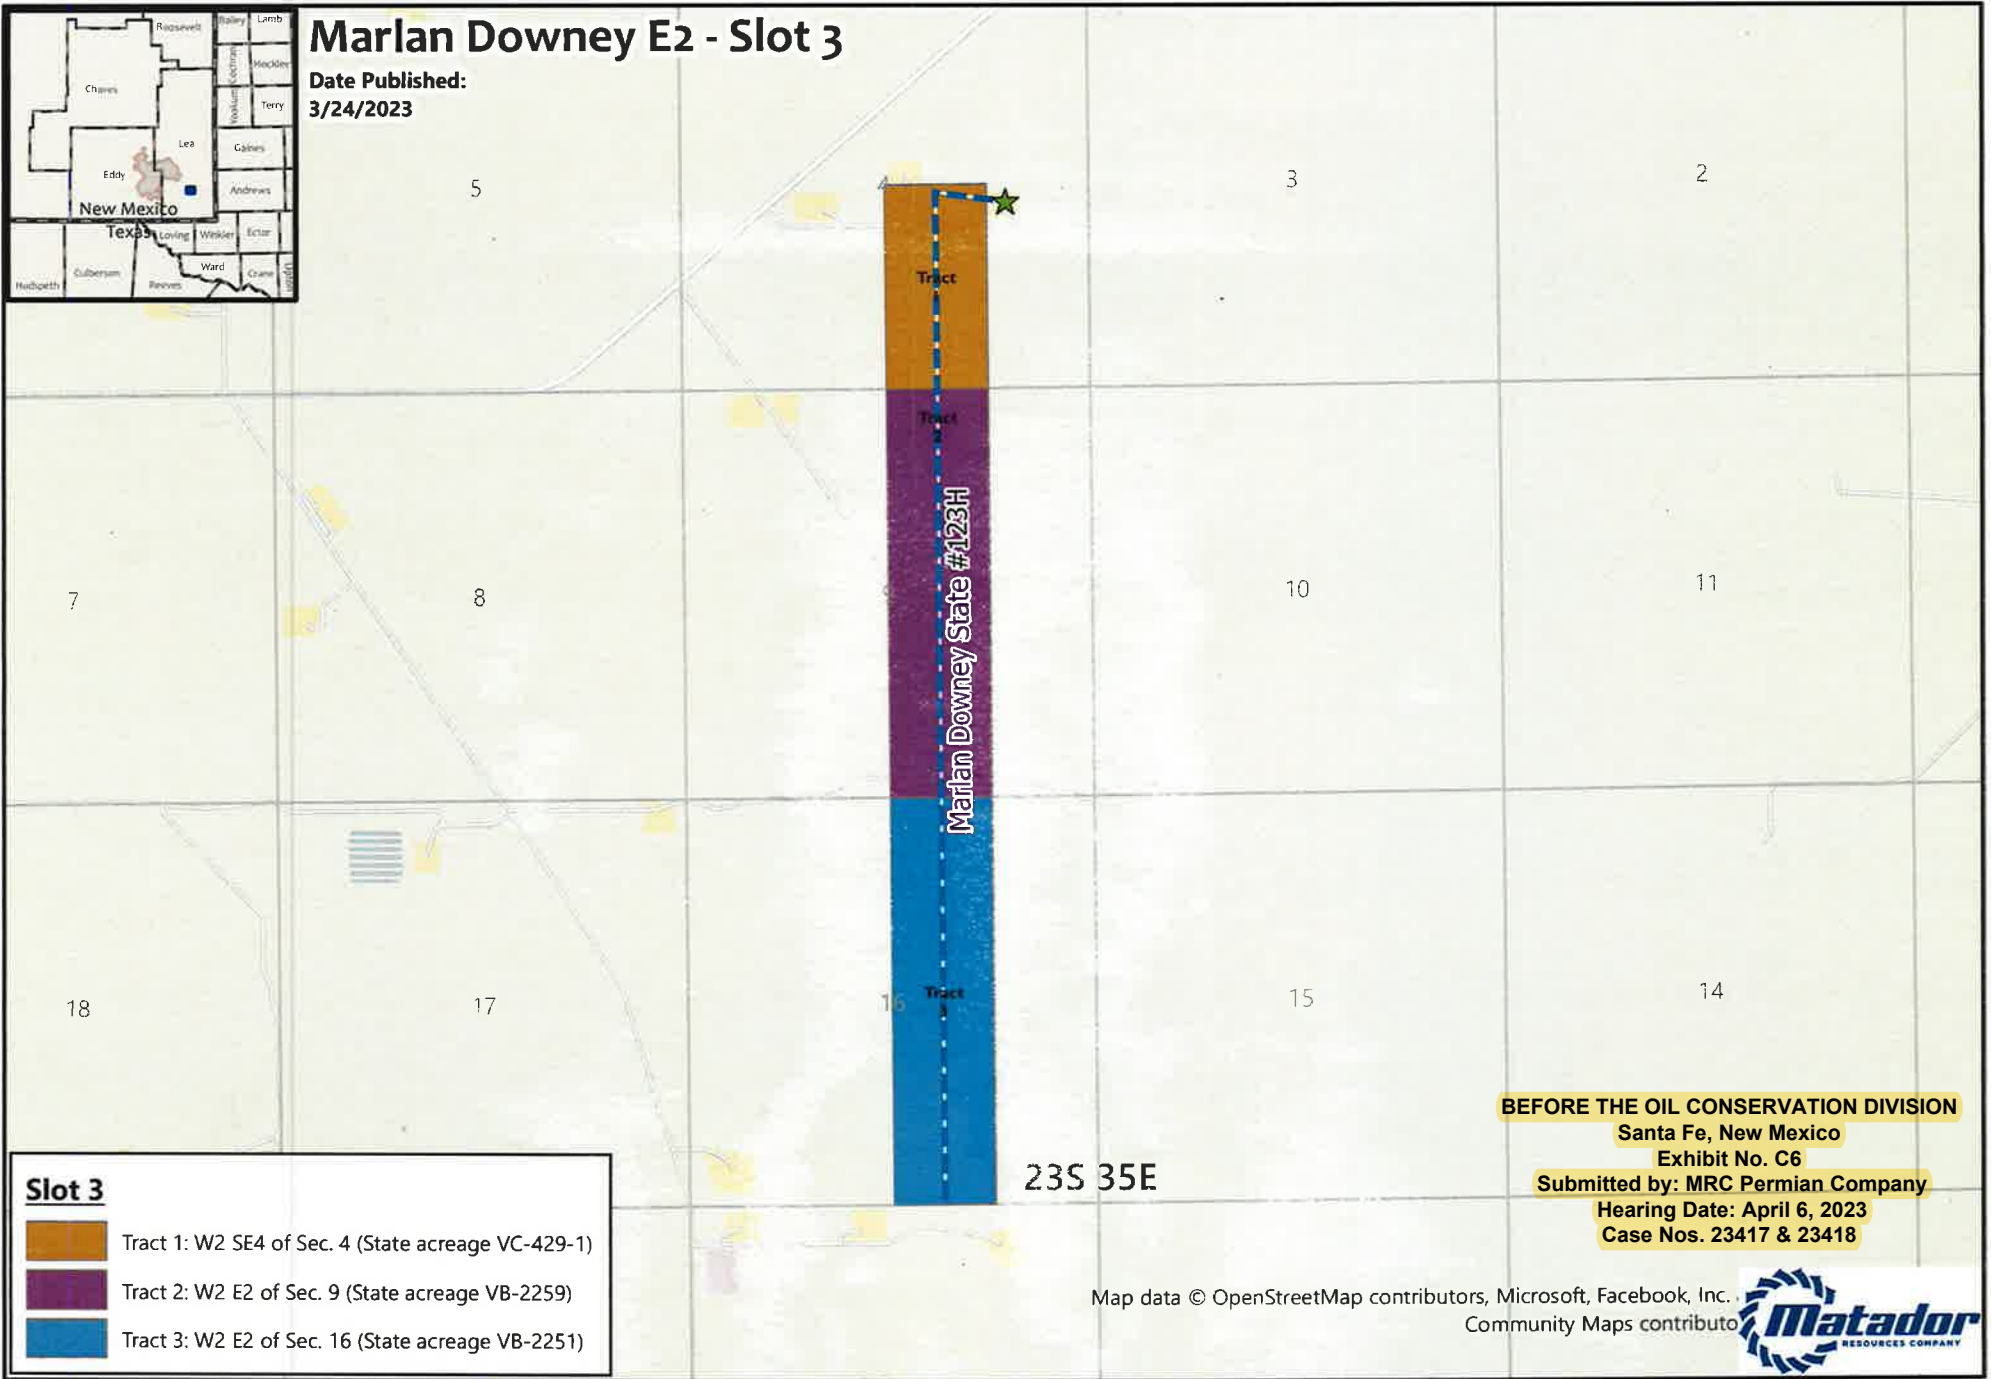 Marlan Downey E2 - Slot 3
Date Published:
3/24/2023
Roosevelt
Bailey
Lamb
Chaves
Cochran
Hockley
Yoakum
Terry
Lea
Gaines
Eddy
Andrews
New Mexico
Texas
Loving
Winkler
Ector
Ward
Crane
Upton
Hudspeth
Culberson
Reeves
5
4
3
2
Tract
Tract
7
8
10
11
Marlan Downey State #123H
18
17
16
Tract
3
15
14
23S 35E
BEFORE THE OIL CONSERVATION DIVISION
Santa Fe, New Mexico
Exhibit No. C6
Submitted by: MRC Permian Company
Hearing Date: April 6, 2023
Case Nos. 23417 & 23418
Slot 3
Tract 1: W2 SE4 of Sec. 4 (State acreage VC-429-1)
Tract 2: W2 E2 of Sec. 9 (State acreage VB-2259)
Tract 3: W2 E2 of Sec. 16 (State acreage VB-2251)
Map data © OpenStreetMap contributors, Microsoft, Facebook, Inc.
Community Maps contributo
Matador
RESOURCES COMPANY